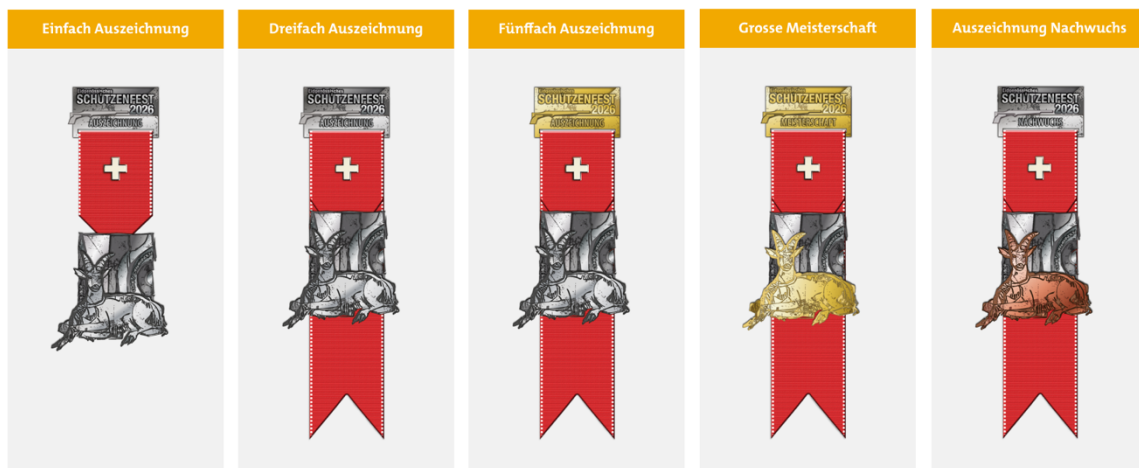 Einfach Auszeichnung
SCHÜTZENFEST
2026
AUSZEICHNUNG
Dreifach Auszeichnung
SCHÜTZENFEST
2026
AUSZEICHNUNG
Fünffach Auszeichnung
SCHÜTZENFEST
2026
AUSZEICHNUNG
Grosse Meisterschaft
SCHÜTZENFEST
2026
MEISTERSCHAFT
Auszeichnung Nachwuchs
SCHÜTZENFEST
2026
NACHWUCHS